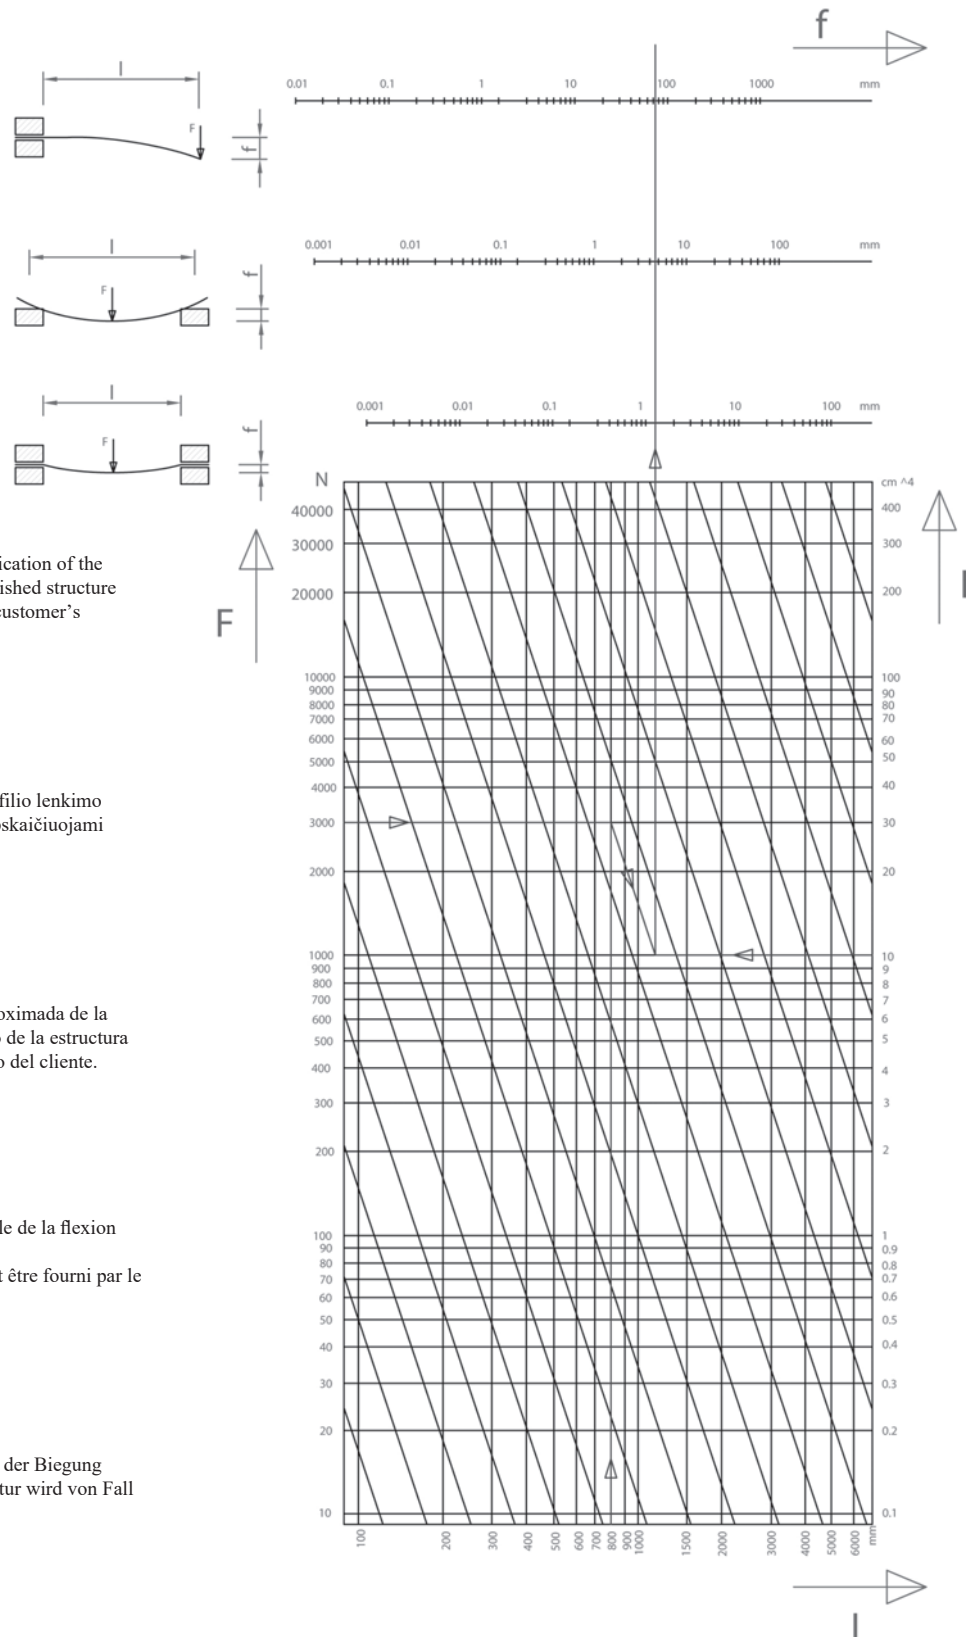 f
0.01 0.1 1 10 100 1000 mm
l
F
f
0.001 0.01 0.1 1 10 100 mm
l
F
f
0.001 0.01 0.1 1 10 100 mm
l
F
f
N
cm ^4
40000
30000
20000
10000
9000
8000
7000
6000
5000
4000
3000
2000
1000
900
800
700
600
500
400
300
200
100
90
80
70
60
50
40
30
20
10
400
300
200
100
90
80
70
60
50
40
30
20
10
9
8
7
6
5
4
3
2
1
0.9
0.8
0.7
0.6
0.5
0.4
0.3
0.2
0.1
F
I
100 200 300 400 500 600 700 800 900 1000 1500 2000 3000 4000 5000 6000 mm
l
ication of the
ished structure
customer’s
filio lenkimo
oskaičiuojami
oximada de la
o de la estructura
o del cliente.
le de la flexion
t être fourni par le
der Biegung
tur wird von Fall